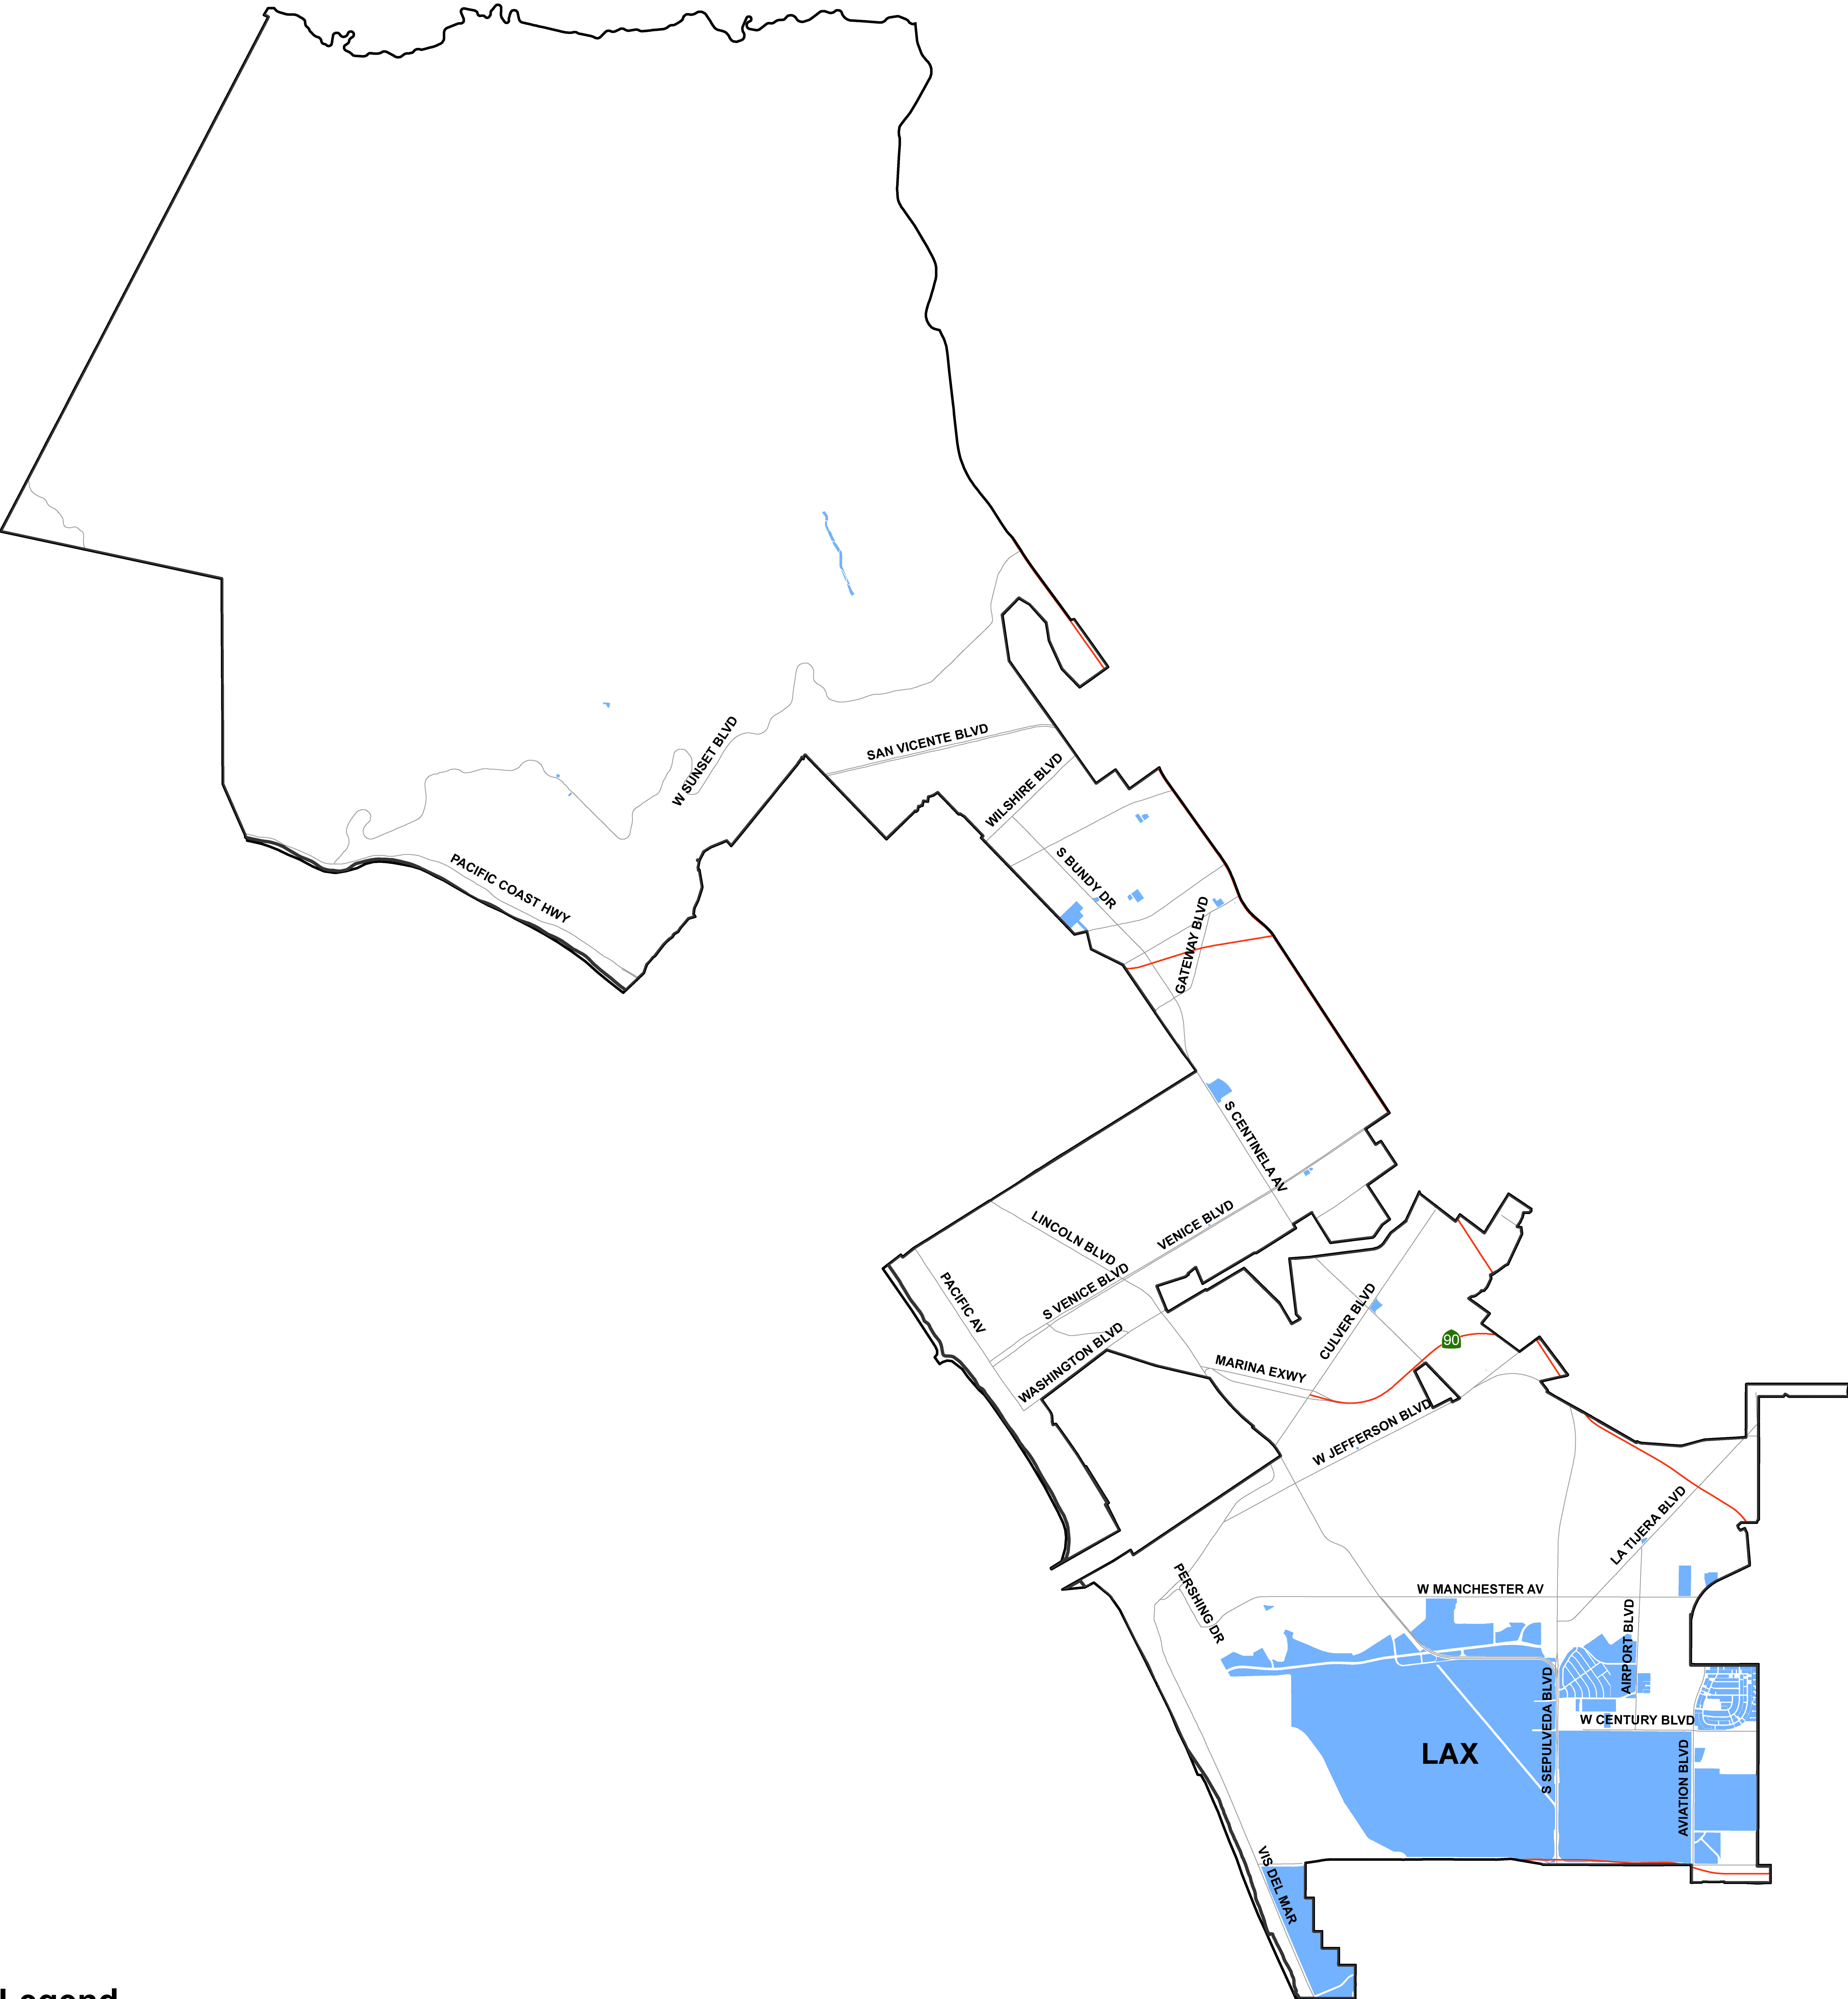 SAN VICENTE BLVD
W SUNSET BLVD
WILSHIRE BLVD
S BUNDY DR
PACIFIC COAST HWY
GATEWAY BLVD
S CENTINELA AV
LINCOLN BLVD
VENICE BLVD
S VENICE BLVD
PACIFIC AV
CULVER BLVD
WASHINGTON BLVD
90
MARINA EXWY
W JEFFERSON BLVD
LA TIJERA BLVD
PERSHING DR
W MANCHESTER AV
AIRPORT BLVD
S SEPULVEDA BLVD
W CENTURY BLVD
LAX
AVIATION BLVD
VIS DEL MAR
Legend